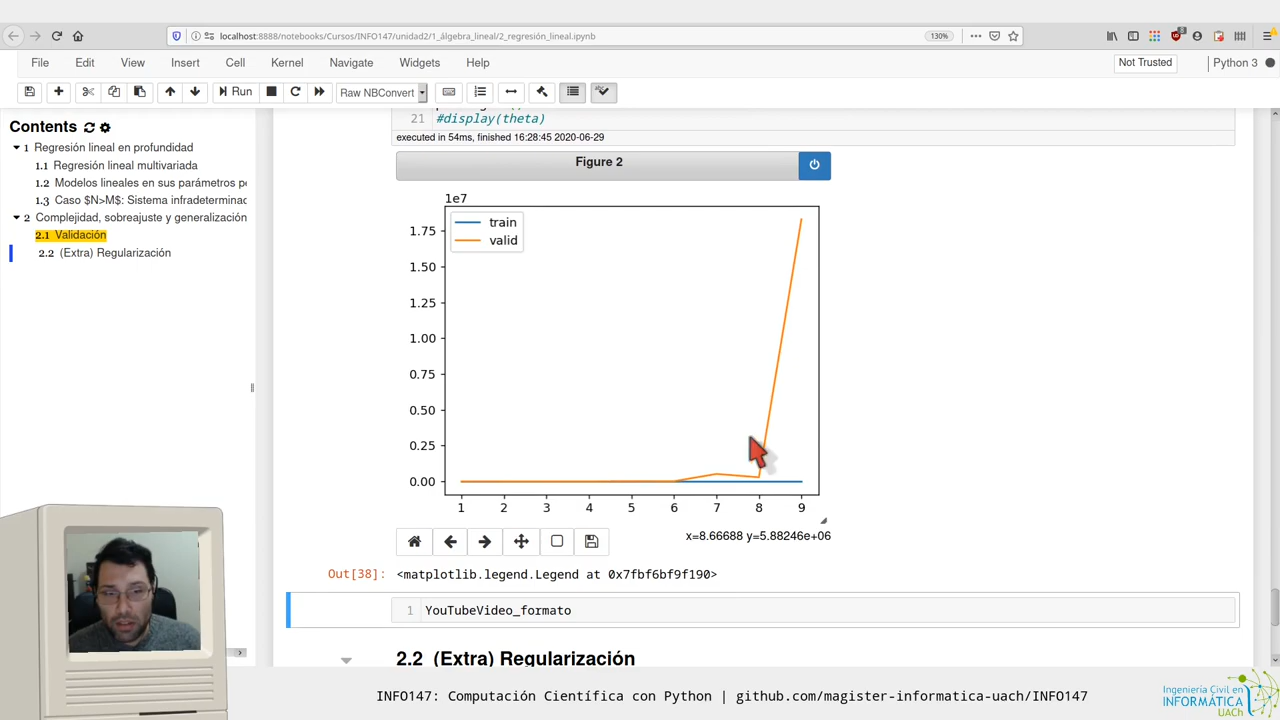 localhost:8888/notebooks/Cursos/INFO147/unidad2/1_álgebra_lineal/2_regresión_lineal.ipynb
130%
File Edit View Insert Cell Kernel Navigate Widgets Help
Not Trusted
Python 3
Run
Raw NBConvert
Contents
1 Regresión lineal en profundidad
1.1 Regresión lineal multivariada
1.2 Modelos lineales en sus parámetros pe
1.3 Caso $N>M$: Sistema infradeterminad
2 Complejidad, sobreajuste y generalización
2.1 Validación
2.2 (Extra) Regularización
21 #display(theta)
executed in 54ms, finished 16:28:45 2020-06-29
Figure 2
1e7
train
valid
1.75
1.50
1.25
1.00
0.75
0.50
0.25
0.00
1 2 3 4 5 6 7 8 9
x=8.66688 y=5.88246e+06
Out[38]: <matplotlib.legend.Legend at 0x7fbf6bf9f190>
1 YouTubeVideo_formato
2.2 (Extra) Regularización
INFO147: Computación Científica con Python | github.com/magister-informatica-uach/INFO147
Ingeniería Civil en
INFORMÁTICA
UACh